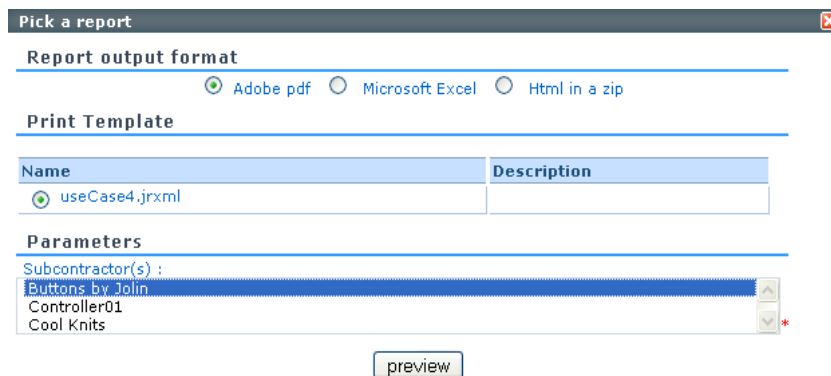 Pick a report
Report output format
Adobe pdf Microsoft Excel Html in a zip
Print Template
Name Description
useCase4.jrxml
Parameters
Subcontractor(s) :
Buttons by Jolin
Controller01
Cool Knits
*
preview